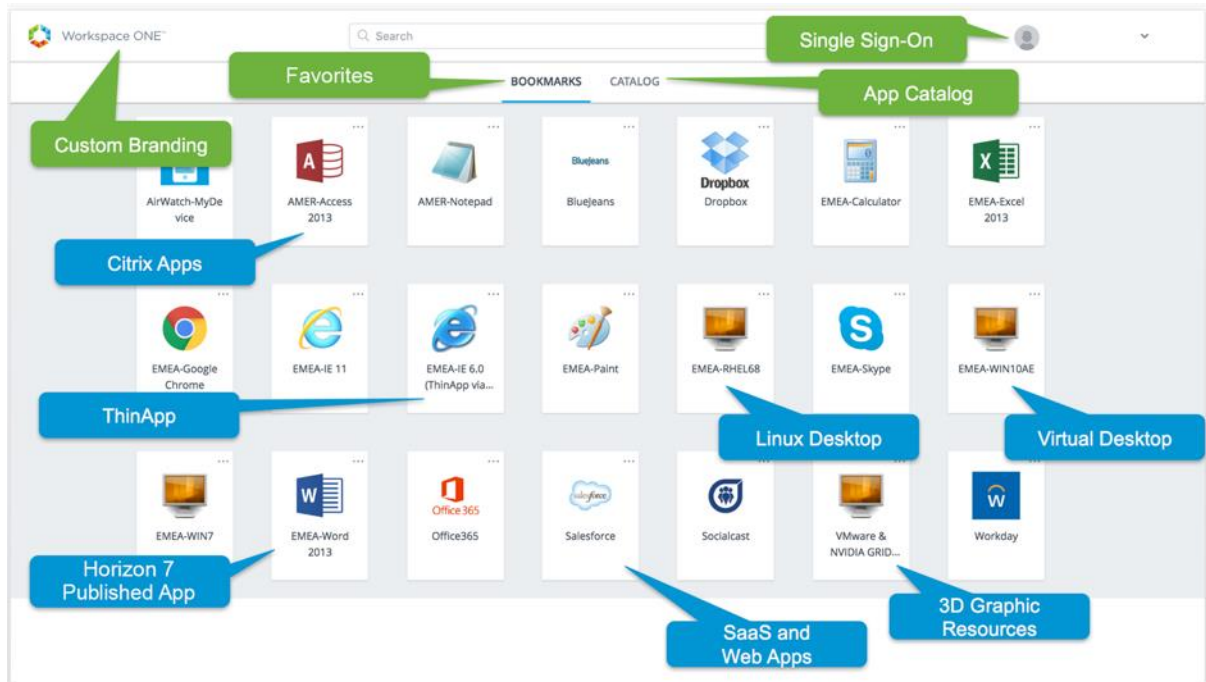 Workspace ONE™
Search
Single Sign-On
Favorites
BOOKMARKS
CATALOG
App Catalog
Custom Branding
AirWatch-MyDe
vice
A
AMER-Access
2013
AMER-Notepad
BlueJeans
BlueJeans
Dropbox
Dropbox
EMEA-Calculator
X
EMEA-Excel
2013
Citrix Apps
EMEA-Google
Chrome
EMEA-IE 11
EMEA-IE 6.0
(ThinApp via...
EMEA-Paint
EMEA-RHEL68
S
EMEA-Skype
EMEA-WIN10AE
ThinApp
Linux Desktop
Virtual Desktop
EMEA-WIN7
W
EMEA-Word
2013
Office 365
Office365
salesforce
Salesforce
Socialcast
VMware &
NVIDIA GRID...
W
Workday
Horizon 7
Published App
SaaS and
Web Apps
3D Graphic
Resources